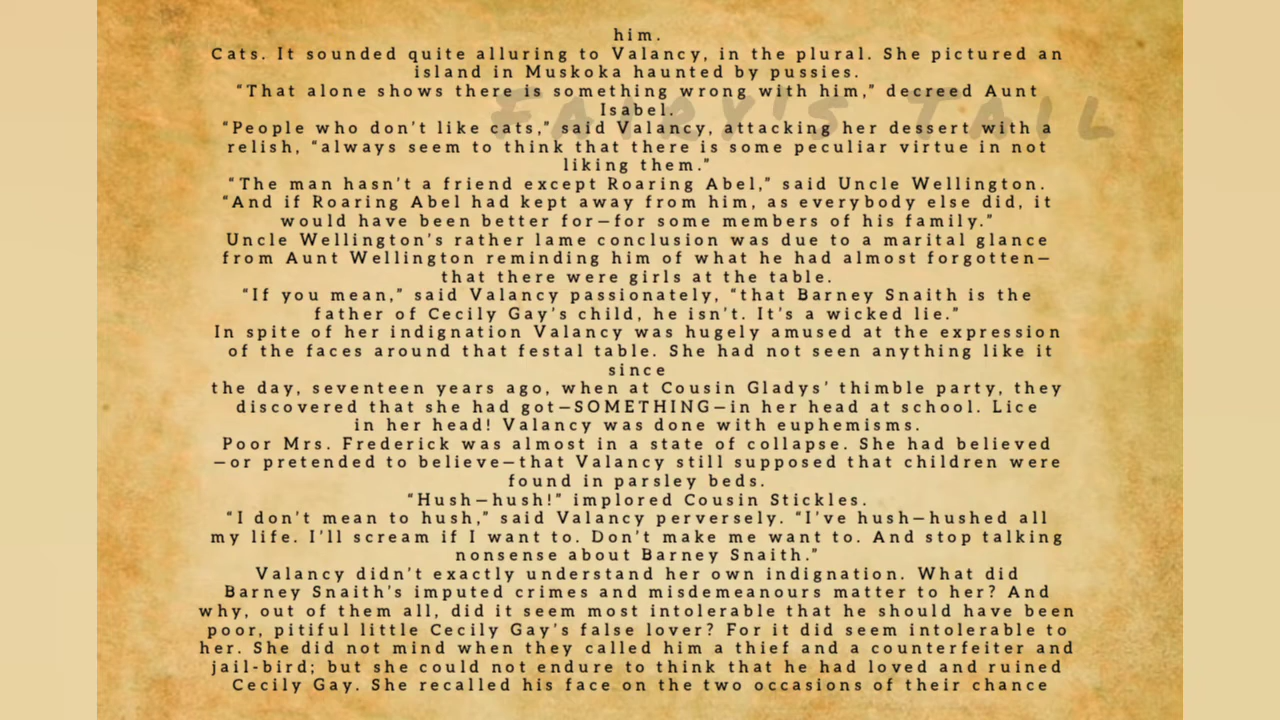 him.
Cats. It sounded quite alluring to Valancy, in the plural. She pictured an
island in Muskoka haunted by pussies.
“That alone shows there is something wrong with him,” decreed Aunt
Isabel.
FAIRY'S TAIL
“People who don’t like cats,” said Valancy, attacking her dessert with a
relish, “always seem to think that there is some peculiar virtue in not
liking them.”
“The man hasn’t a friend except Roaring Abel,” said Uncle Wellington.
“And if Roaring Abel had kept away from him, as everybody else did, it
would have been better for—for some members of his family.”
Uncle Wellington’s rather lame conclusion was due to a marital glance
from Aunt Wellington reminding him of what he had almost forgotten—
that there were girls at the table.
“If you mean,” said Valancy passionately, “that Barney Snaith is the
father of Cecily Gay’s child, he isn’t. It’s a wicked lie.”
In spite of her indignation Valancy was hugely amused at the expression
of the faces around that festal table. She had not seen anything like it
since
the day, seventeen years ago, when at Cousin Gladys’ thimble party, they
discovered that she had got—SOMETHING—in her head at school. Lice
in her head! Valancy was done with euphemisms.
Poor Mrs. Frederick was almost in a state of collapse. She had believed
—or pretended to believe—that Valancy still supposed that children were
found in parsley beds.
“Hush—hush!” implored Cousin Stickles.
“I don’t mean to hush,” said Valancy perversely. “I’ve hush—hushed all
my life. I’ll scream if I want to. Don’t make me want to. And stop talking
nonsense about Barney Snaith.”
Valancy didn’t exactly understand her own indignation. What did
Barney Snaith’s imputed crimes and misdemeanours matter to her? And
why, out of them all, did it seem most intolerable that he should have been
poor, pitiful little Cecily Gay’s false lover? For it did seem intolerable to
her. She did not mind when they called him a thief and a counterfeiter and
jail-bird; but she could not endure to think that he had loved and ruined
Cecily Gay. She recalled his face on the two occasions of their chance